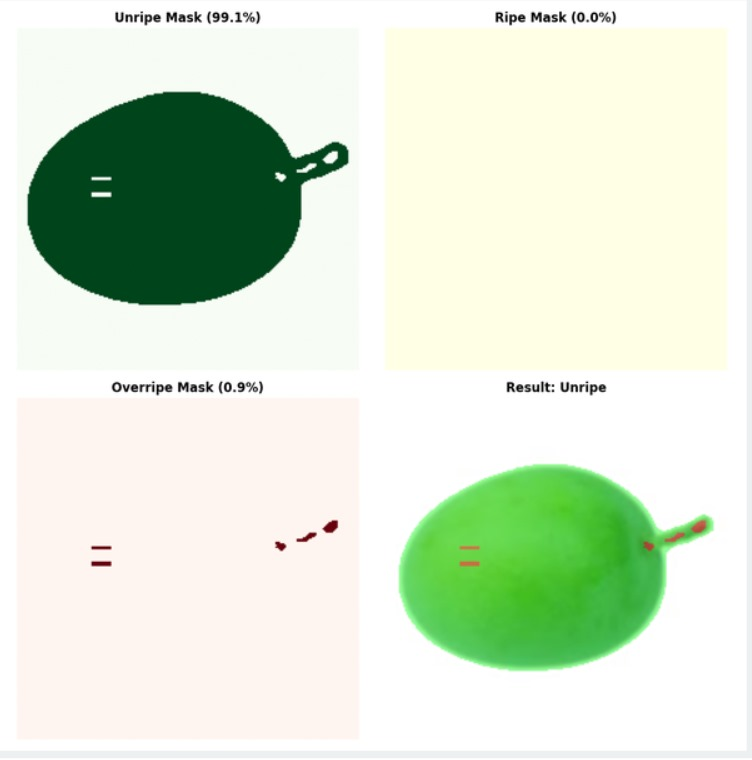 Unripe Mask (99.1%)
Ripe Mask (0.0%)
Overripe Mask (0.9%)
Result: Unripe